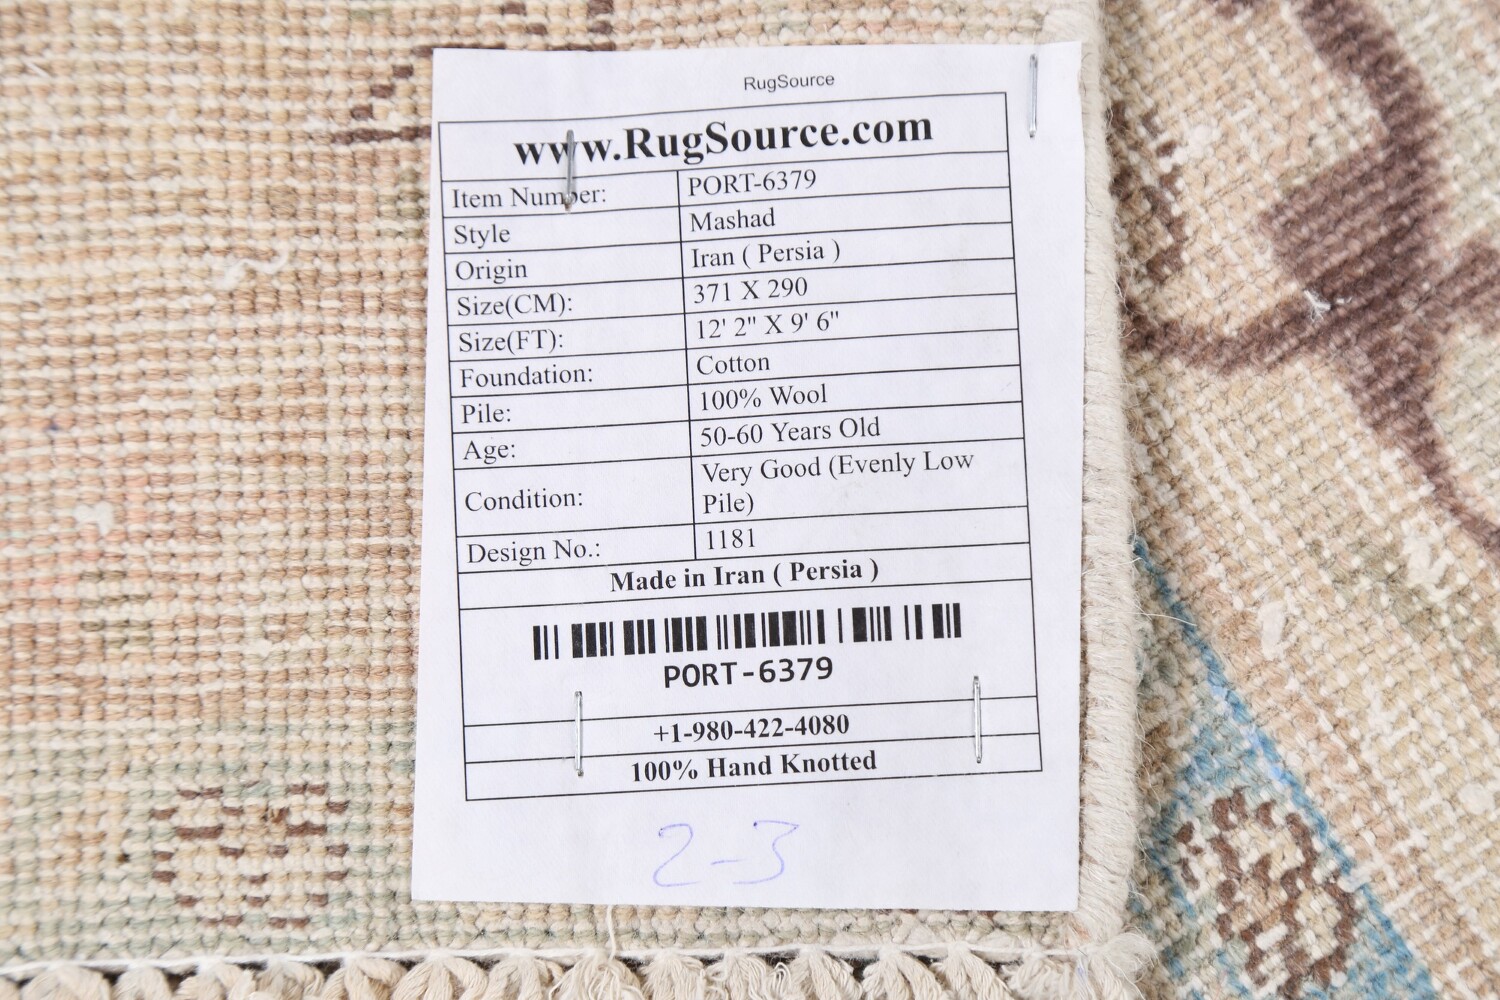 RugSource
www.RugSource.com
Item Number: PORT-6379
Style Mashad
Origin Iran ( Persia )
Size(CM): 371 X 290
Size(FT): 12' 2" X 9' 6"
Foundation: Cotton
Pile: 100% Wool
Age: 50-60 Years Old
Condition: Very Good (Evenly Low
Pile)
Design No.: 1181
Made in Iran ( Persia )
PORT-6379
+1-980-422-4080
100% Hand Knotted
2-3